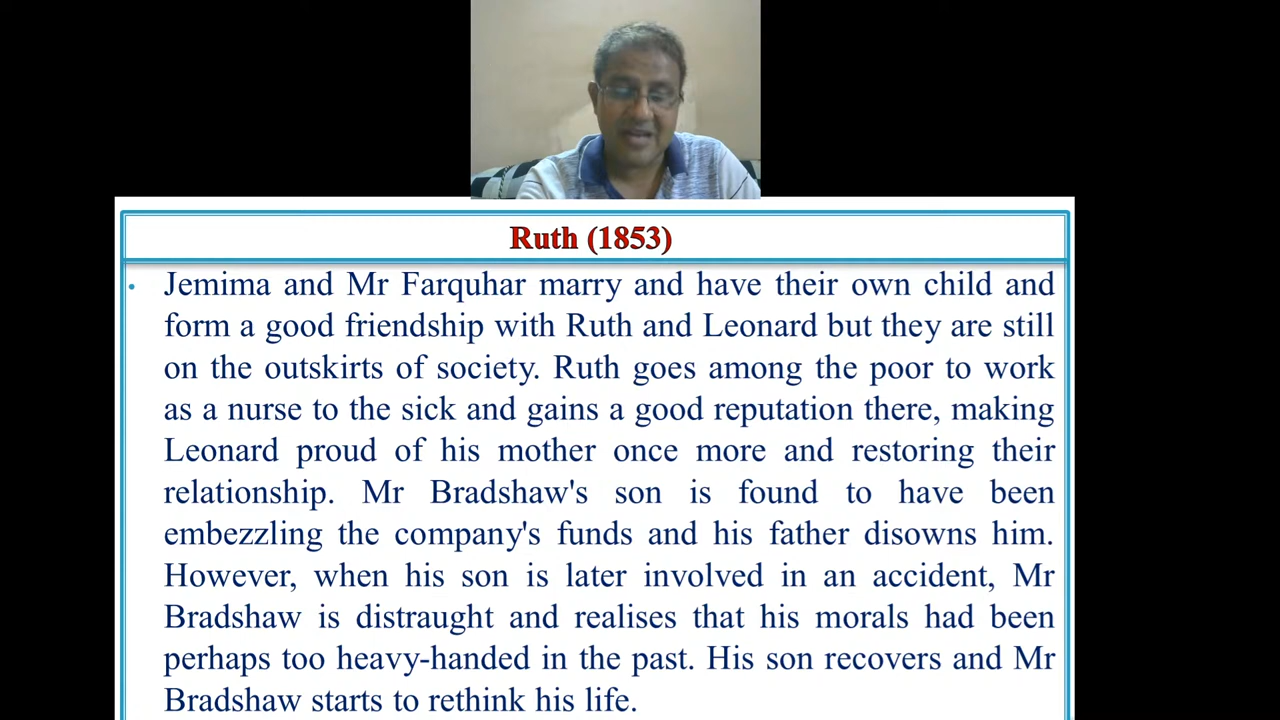 Ruth (1853)
• Jemima and Mr Farquhar marry and have their own child and
form a good friendship with Ruth and Leonard but they are still
on the outskirts of society. Ruth goes among the poor to work
as a nurse to the sick and gains a good reputation there, making
Leonard proud of his mother once more and restoring their
relationship. Mr Bradshaw's son is found to have been
embezzling the company's funds and his father disowns him.
However, when his son is later involved in an accident, Mr
Bradshaw is distraught and realises that his morals had been
perhaps too heavy-handed in the past. His son recovers and Mr
Bradshaw starts to rethink his life.